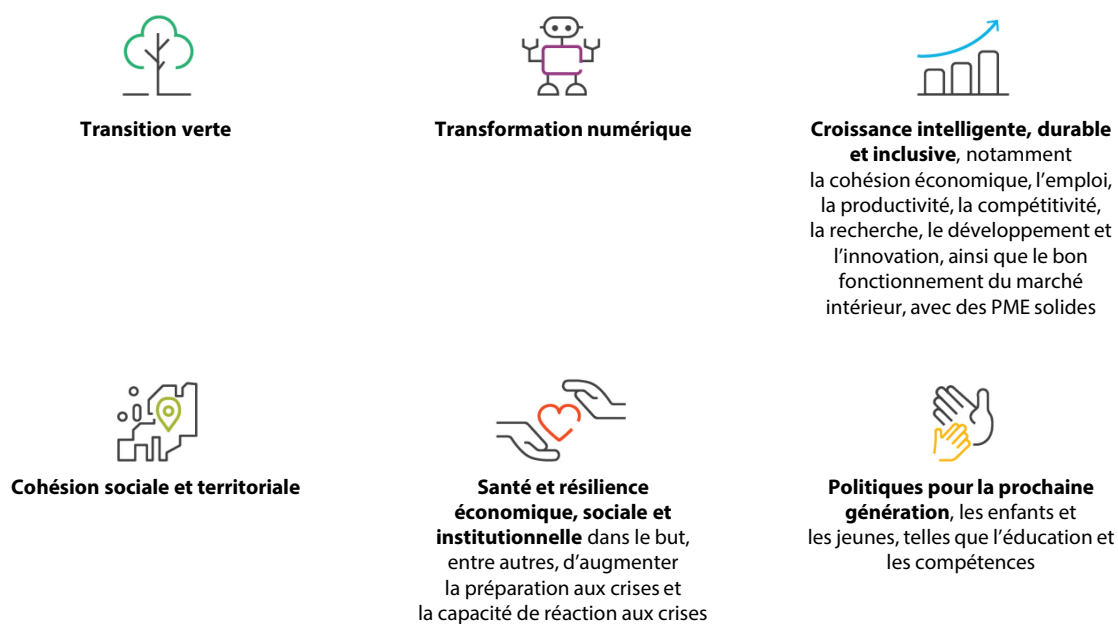 Transition verte
Transformation numérique
Croissance intelligente, durable
et inclusive, notamment
la cohésion économique, l’emploi,
la productivité, la compétitivité,
la recherche, le développement et
l’innovation, ainsi que le bon
fonctionnement du marché
intérieur, avec des PME solides
Cohésion sociale et territoriale
Santé et résilience
économique, sociale et
institutionnelle dans le but,
entre autres, d’augmenter
la préparation aux crises et
la capacité de réaction aux crises
Politiques pour la prochaine
génération, les enfants et
les jeunes, telles que l’éducation et
les compétences